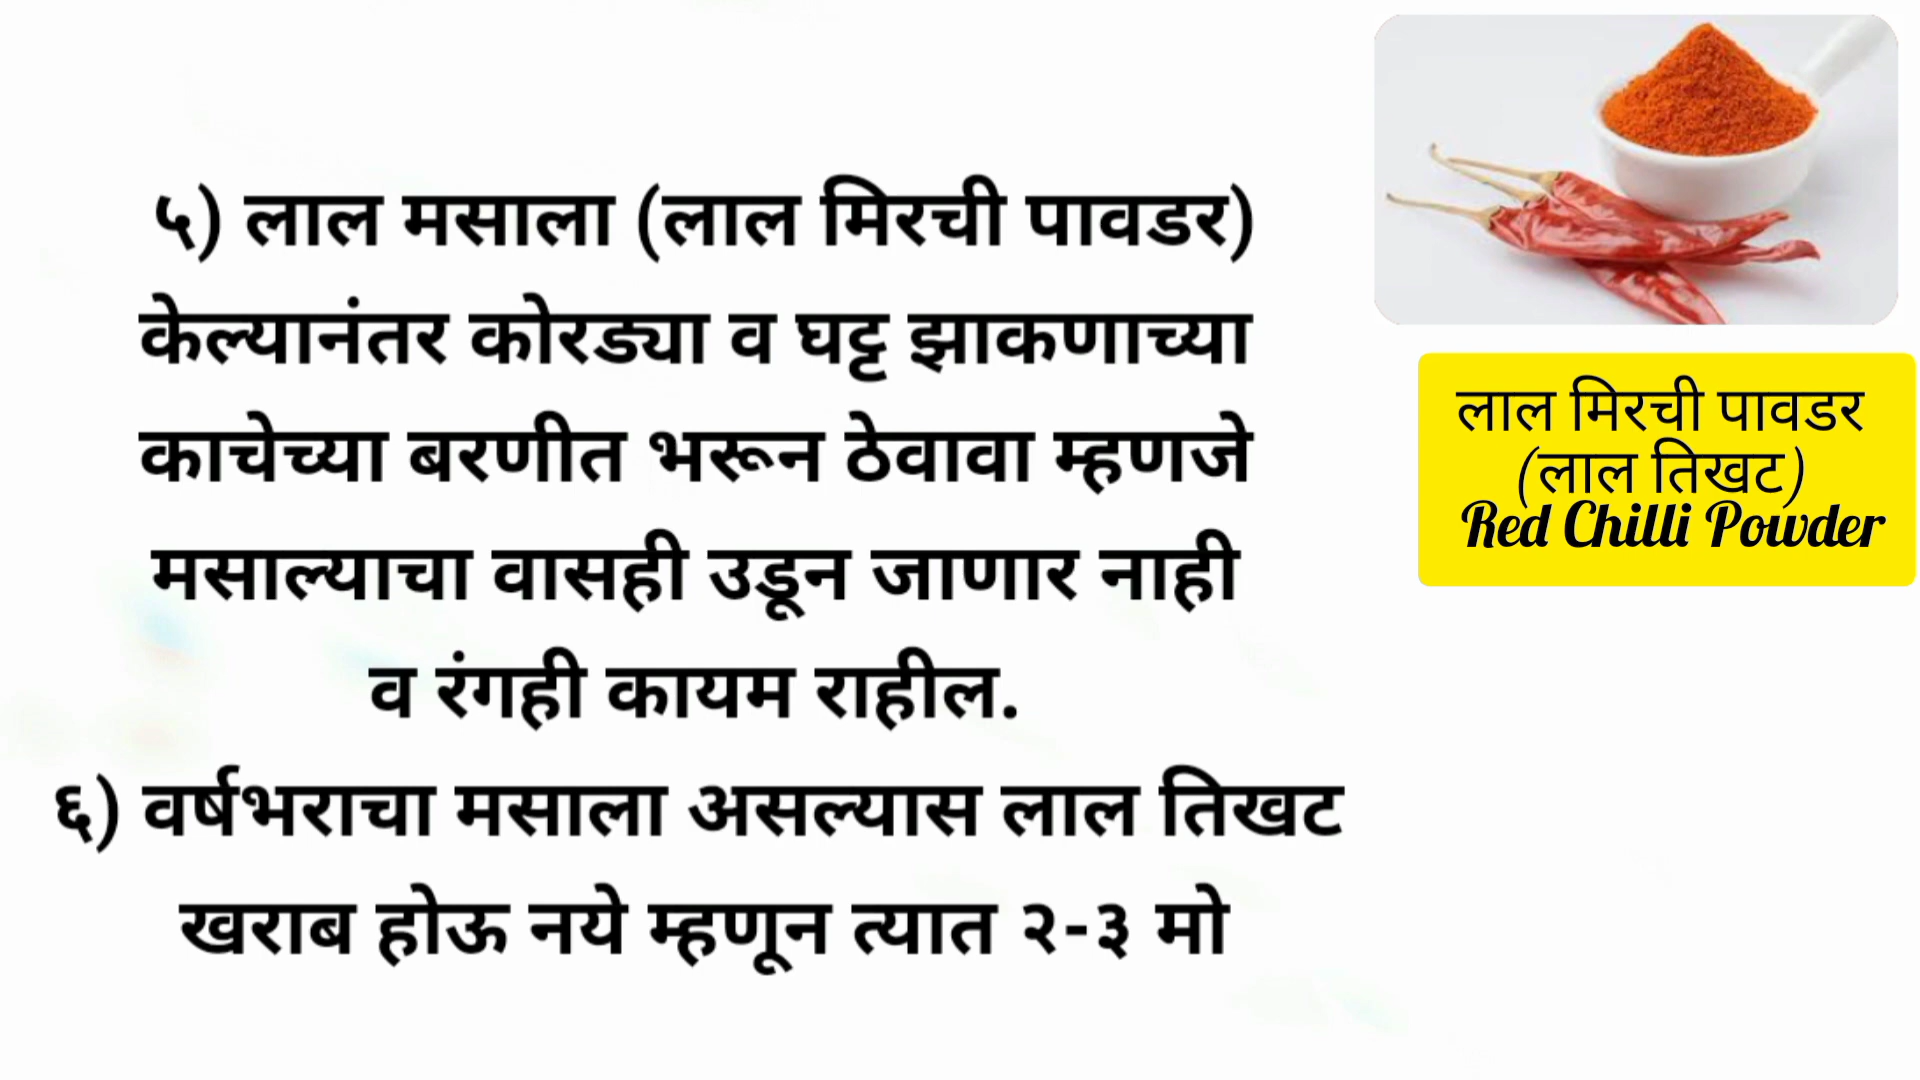 ५) लाल मसाला (लाल मिरची पावडर)
केल्यानंतर कोरड्या व घट्ट झाकणाच्या
काचेच्या बरणीत भरून ठेवावा म्हणजे
मसाल्याचा वासही उडून जाणार नाही
व रंगही कायम राहील.
६) वर्षभराचा मसाला असल्यास लाल तिखट
खराब होऊ नये म्हणून त्यात २-३ मो
लाल मिरची पावडर
(लाल तिखट)
Red Chilli Powder